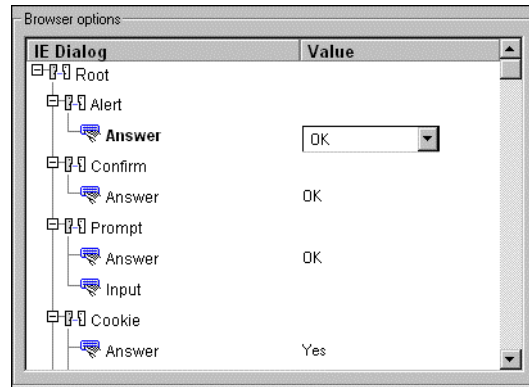 Browser options
IE Dialog Value
Root
Alert
Answer OK
Confirm
Answer OK
Prompt
Answer OK
Input
Cookie
Answer Yes